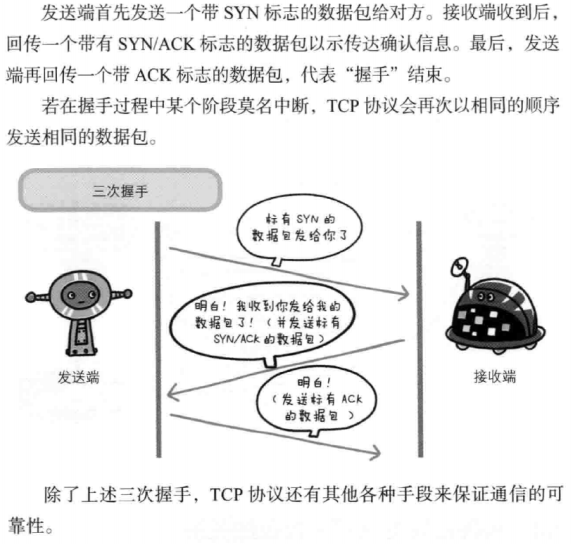 发送端首先发送一个带 SYN 标志的数据包给对方。接收端收到后,
回传一个带有 SYN/ACK 标志的数据包以示传达确认信息。最后,发送
端再回传一个带 ACK 标志的数据包,代表“握手”结束。
若在握手过程中某个阶段莫名中断,TCP 协议会再次以相同的顺序
发送相同的数据包。
三次握手
标有 SYN 的
数据包发给你了
明白!我收到你发给我的
数据包了!(并发送标有
SYN/ACK 的数据包)
发送端
接收端
明白!
(发送标有 ACK
的数据包 )
除了上述三次握手,TCP 协议还有其他各种手段来保证通信的可
靠性。